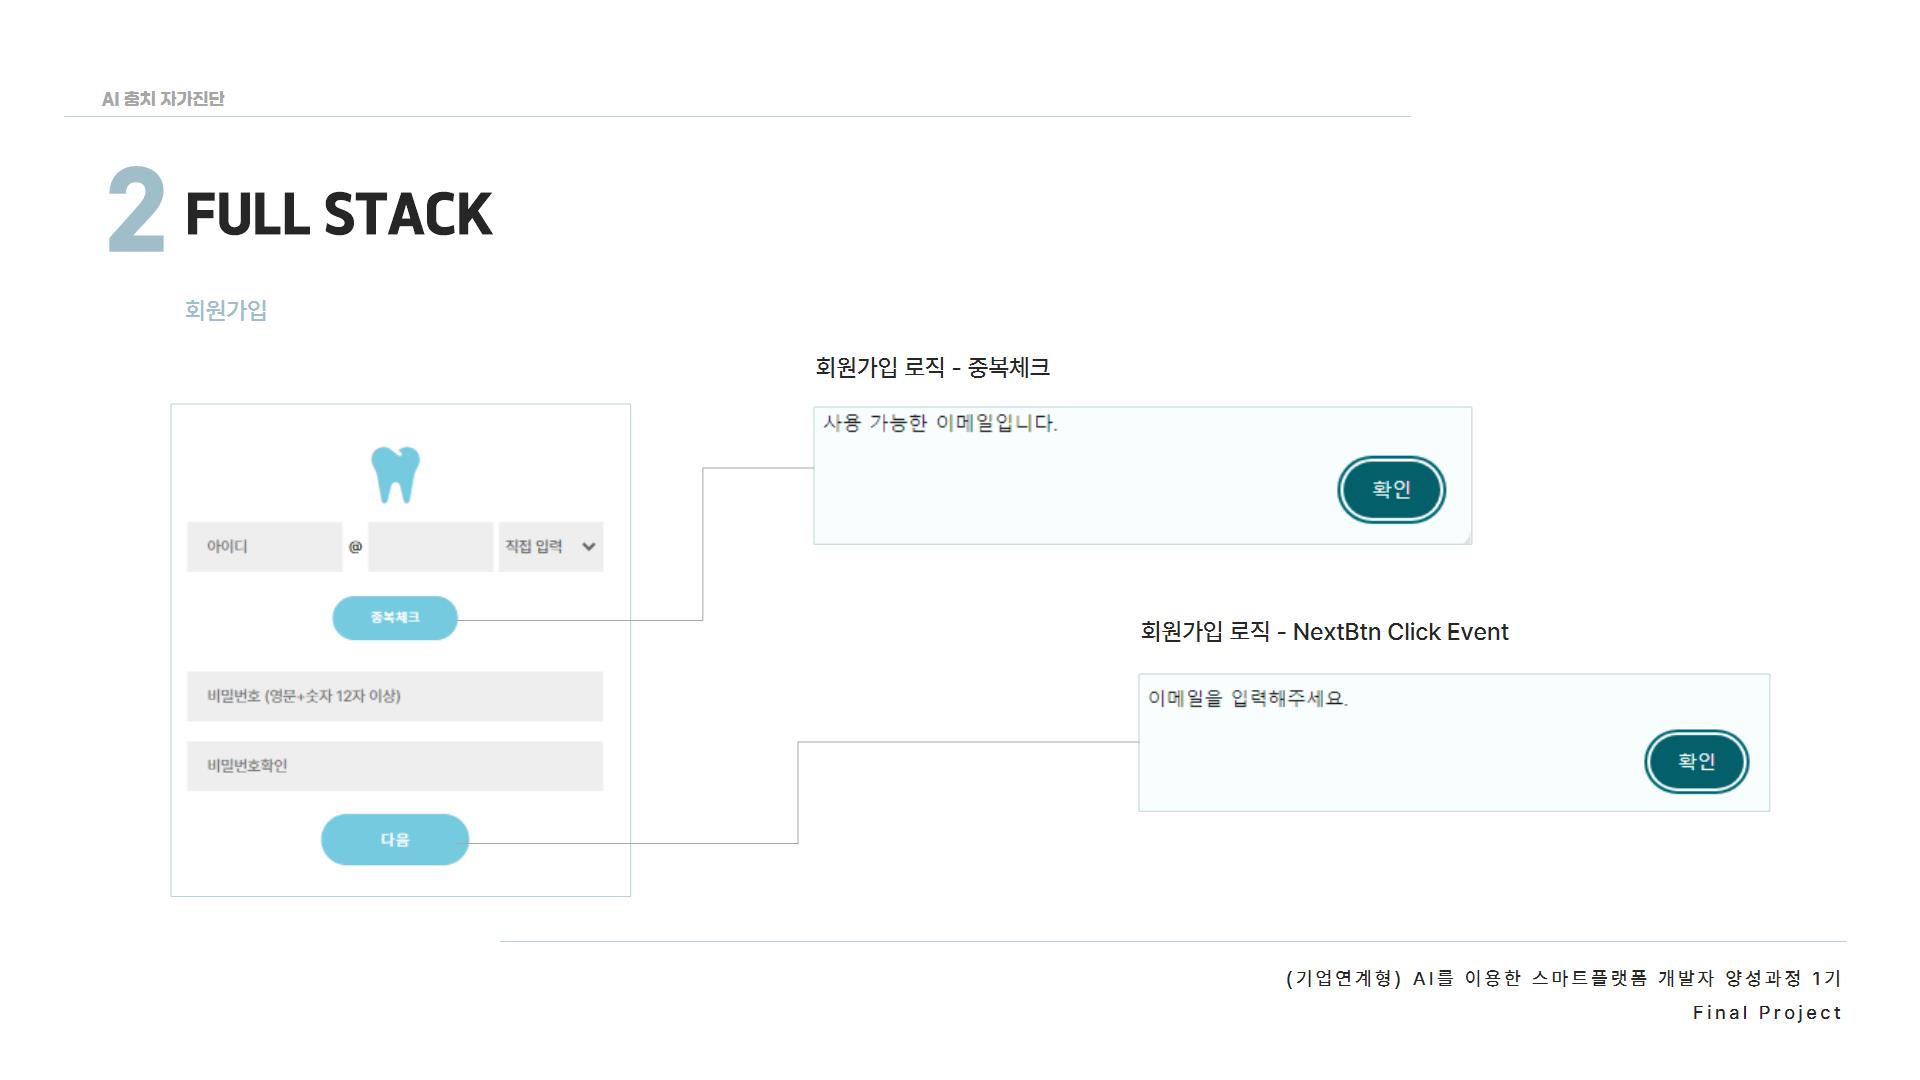 AI 충치 자가진단
2 FULL STACK
회원가입
아이디 @ 직접 입력
중복체크
비밀번호 (영문+숫자 12자 이상)
비밀번호확인
다음
회원가입 로직 - 중복체크
사용 가능한 이메일입니다.
확인
회원가입 로직 - NextBtn Click Event
이메일을 입력해주세요.
확인
(기업연계형) AI를 이용한 스마트플랫폼 개발자 양성과정 1기
Final Project